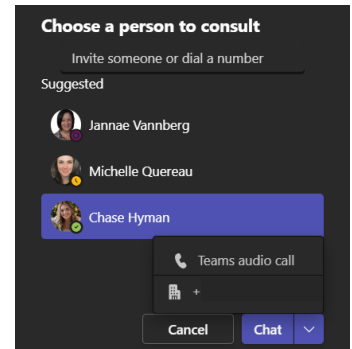 Choose a person to consult
Invite someone or dial a number
Suggested
Jannae Vannberg
Michelle Quereau
Chase Hyman
Teams audio call
+
Cancel
Chat